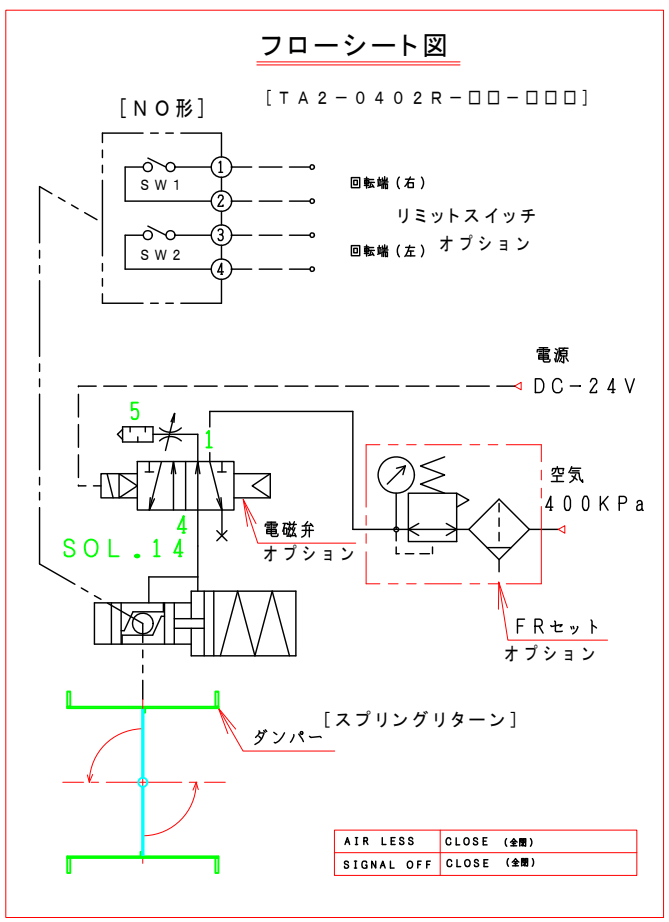 フローシート図
[NO形]
[TA2-0402R-□□-□□□]
1
SW1
2
回転端(右)
リミットスイッチ
オプション
3
SW2
4
回転端(左)
電源
DC-24V
5
1
空気
400KPa
4
SOL.14
電磁弁
オプション
FRセット
オプション
[スプリングリターン]
ダンパー
AIR LESS CLOSE (全閉)
SIGNAL OFF CLOSE (全閉)